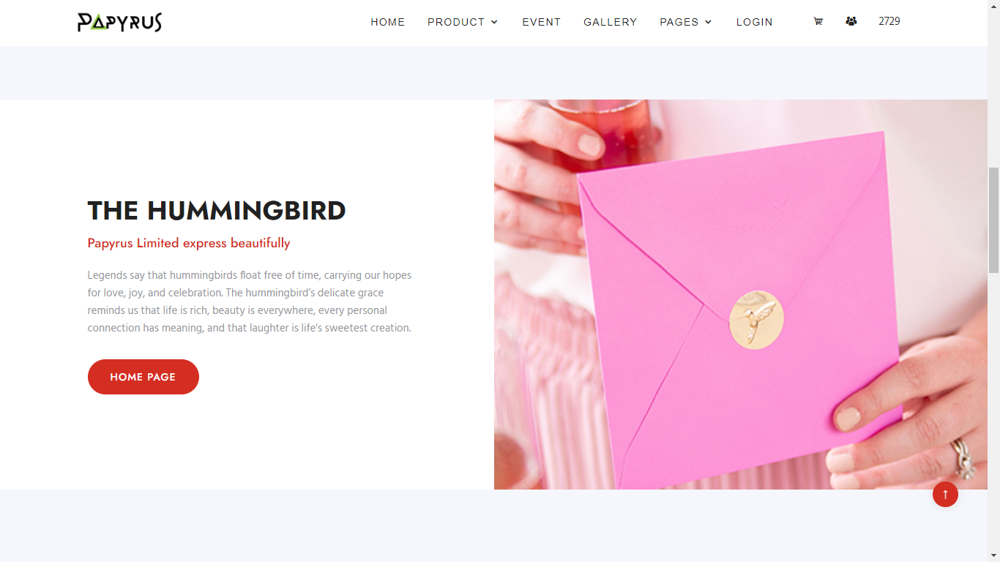 PAPYRUS
HOME PRODUCT EVENT GALLERY PAGES LOGIN 2729
THE HUMMINGBIRD
Papyrus Limited express beautifully
Legends say that hummingbirds float free of time, carrying our hopes
for love, joy, and celebration. The hummingbird’s delicate grace
reminds us that life is rich, beauty is everywhere, every personal
connection has meaning, and that laughter is life's sweetest creation.
HOME PAGE